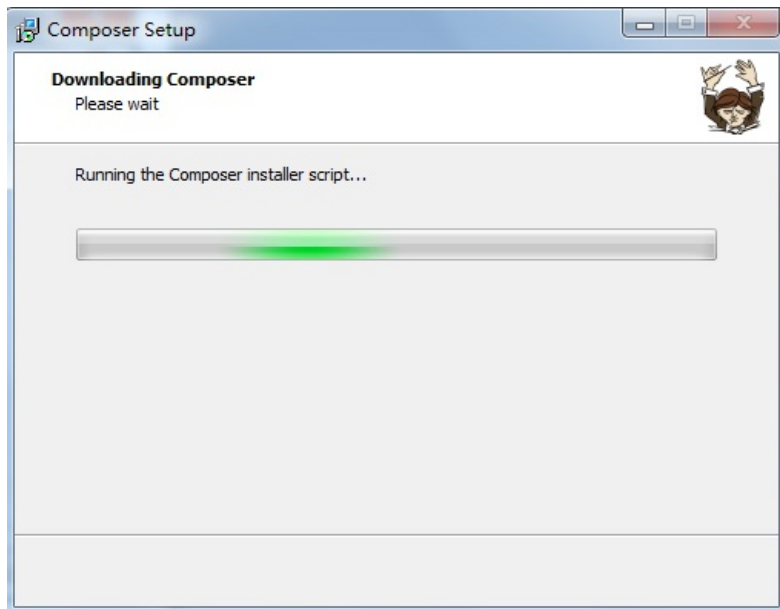 Composer Setup
Downloading Composer
Please wait
Running the Composer installer script...